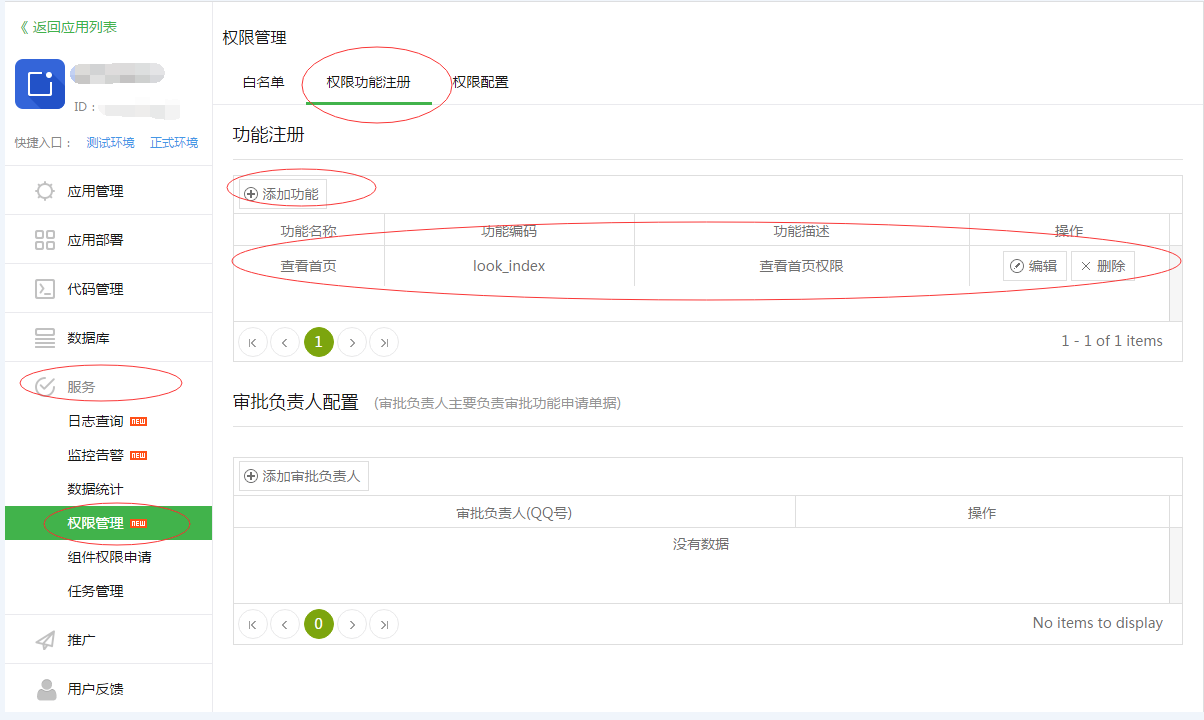 《 返回应用列表
ID：
快捷入口： 测试环境 正式环境
应用管理
应用部署
代码管理
数据库
服务
日志查询 NEW
监控告警 NEW
数据统计
权限管理 NEW
组件权限申请
任务管理
推广
用户反馈
权限管理
白名单 权限功能注册 权限配置
功能注册
添加功能
功能名称 功能编码 功能描述 操作
查看首页 look_index 查看首页权限 编辑 删除
1 1 - 1 of 1 items
审批负责人配置 (审批负责人主要负责审批功能申请单据)
添加审批负责人
审批负责人(QQ号) 操作
没有数据
0 No items to display